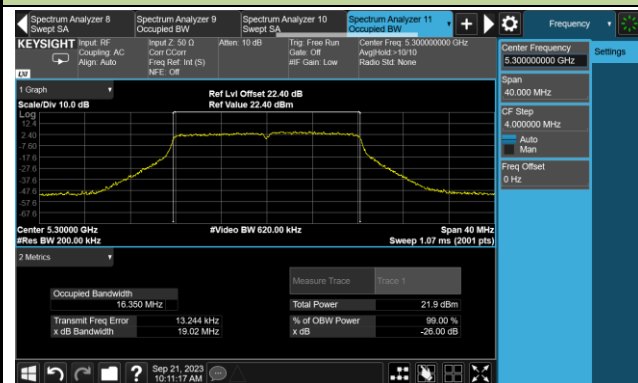 Spectrum Analyzer 8
Swept SA
Spectrum Analyzer 9
Occupied BW
Spectrum Analyzer 10
Swept SA
Spectrum Analyzer 11
Occupied BW
Frequency
KEYSIGHT
Input: RF
Coupling: AC
Align: Auto
Input Z: 50 Ω
Corr CCorr
Freq Ref: Int (S)
NFE: Off
Atten: 10 dB
Trig: Free Run
Gate: Off
#IF Gain: Low
Center Freq: 5.300000000 GHz
Avg|Hold:>10/10
Radio Std: None
LXI
Center Frequency
5.300000000 GHz
Settings
Span
40.000 MHz
CF Step
4.000000 MHz
Auto
Man
Freq Offset
0 Hz
1 Graph
Scale/Div 10.0 dB
Ref Lvl Offset 22.40 dB
Ref Value 22.40 dBm
Log
12.4
2.40
-7.60
-17.6
-27.6
-37.6
-47.6
-57.6
-67.6
Center 5.30000 GHz
#Res BW 200.00 kHz
#Video BW 620.00 kHz
Span 40 MHz
Sweep 1.07 ms (2001 pts)
2 Metrics
Measure Trace
Trace 1
Occupied Bandwidth
16.350 MHz
Total Power
21.9 dBm
Transmit Freq Error
13.244 kHz
% of OBW Power
99.00 %
x dB Bandwidth
19.02 MHz
x dB
-26.00 dB
?
Sep 21, 2023
10:11:17 AM